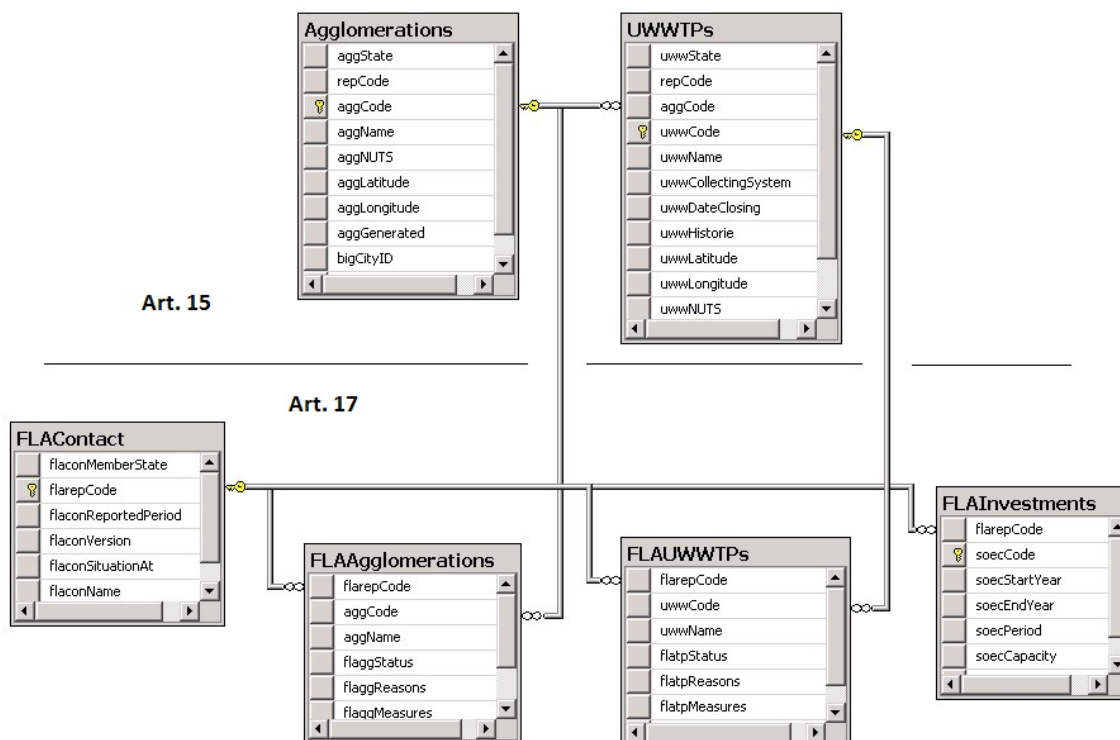 Agglomerations
aggState
repCode
aggCode
aggName
aggNUTS
aggLatitude
aggLongitude
aggGenerated
bigCityID
UWWTPs
uwwState
repCode
aggCode
uwwCode
uwwName
uwwCollectingSystem
uwwDateClosing
uwwHistorie
uwwLatitude
uwwLongitude
uwwNUTS
Art. 15
Art. 17
FLAContact
flaconMemberState
flarepCode
flaconReportedPeriod
flaconVersion
flaconSituationAt
flaconName
FLAAgglomerations
flarepCode
aggCode
aggName
flaggStatus
flaggReasons
flaggMeasures
FLAUWWTPs
flarepCode
uwwCode
uwwName
flatpStatus
flatpReasons
flatpMeasures
FLAInvestments
flarepCode
soecCode
soecStartYear
soecEndYear
soecPeriod
soecCapacity